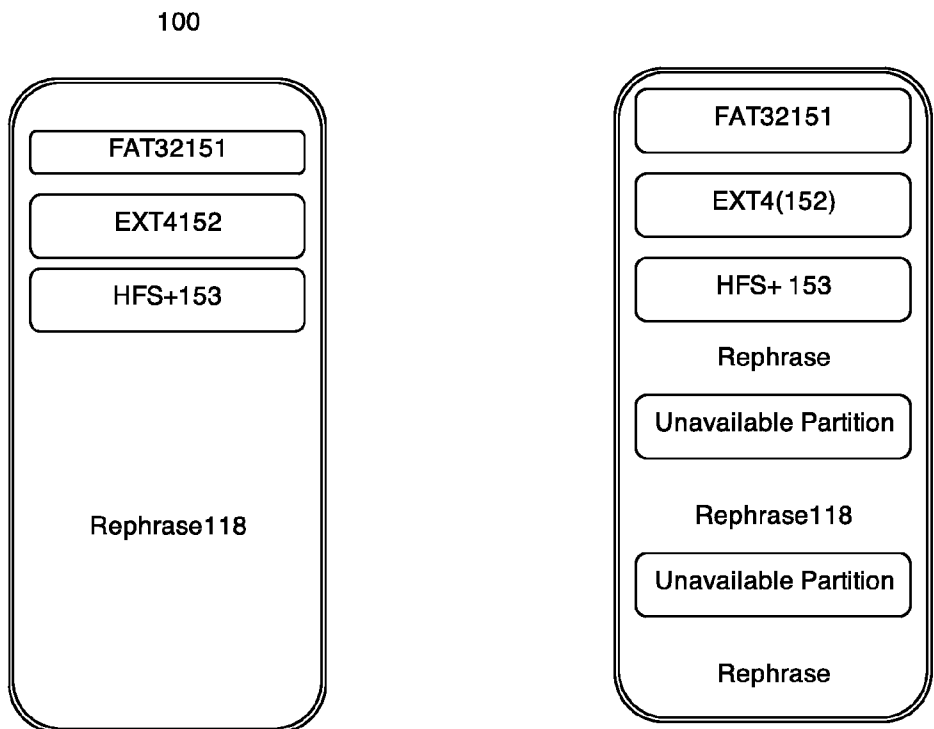 100
FAT32151
EXT4152
HFS+153
Rephrase118
FAT32151
EXT4(152)
HFS+ 153
Rephrase
Unavailable Partition
Rephrase118
Unavailable Partition
Rephrase